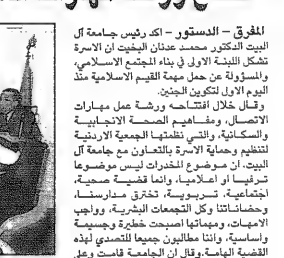 المفرق – الدستور – اكد رئيس جامعة آل
البيت الدكتور محمد عدنان البخيت ان الاسرة
تشكل اللبنة الاولى في بناء المجتمع الاسلامي،
والمسؤولة عن حمل مهمة القيم الاسلامية منذ
اليوم الاول لتكوين الجنين.
وقال خلال افتتاحه ورشة عمل مهارات
الاتصال، ومفاهيم الصحة الانجابية
والسكانية، والتي نظمتها الجمعية الاردنية
لتنظيم وحماية الاسرة بالتعاون مع جامعة آل
البيت، ان موضوع المخدرات ليس موضوعا
ترفيا أو اعلاميا، وانما قضية صحية،
اجتماعية، تربوية، تخترق مدارسنا،
وحضاناتنا وكل التجمعات البشرية، وواجب
الامهات، ومهماتها اصبحت خطيرة وجسيمة
وأساسية، واننا مطالبون جميعا للتصدي لهذه
القضية الهامة. وقال ان الجامعة قامت وعلى